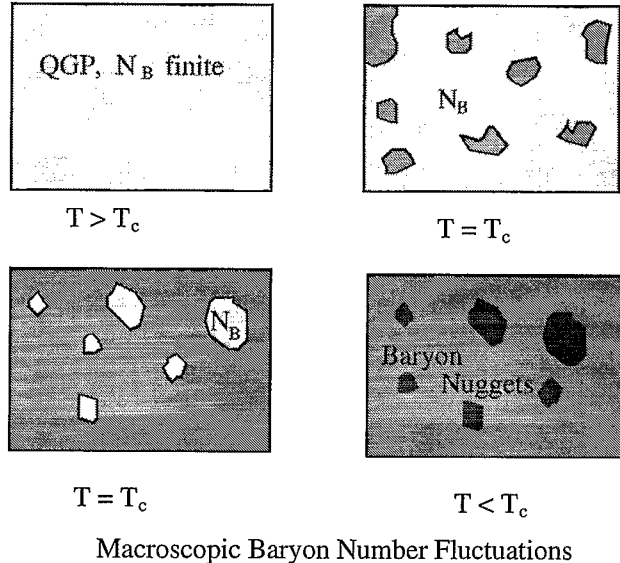 QGP, N_B finite
N_B
T > T_c
T = T_c
N_B
Baryon
Nuggets
T = T_c
T < T_c
Macroscopic Baryon Number Fluctuations